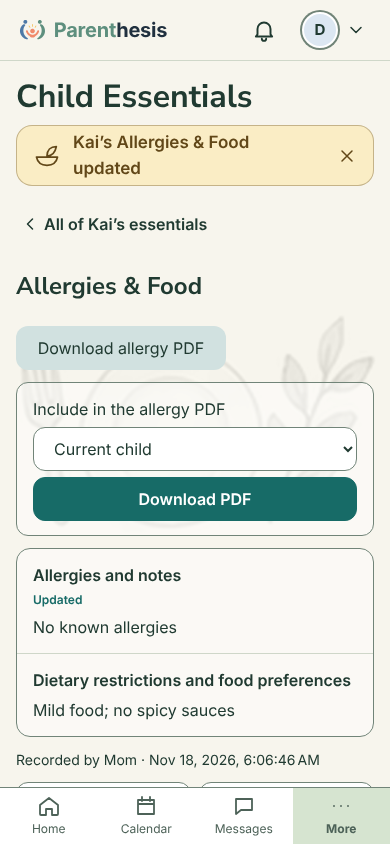 Parenthesis
D
Child Essentials
Kai’s Allergies & Food
updated
All of Kai’s essentials
Allergies & Food
Download allergy PDF
Include in the allergy PDF
Current child
Download PDF
Allergies and notes
Updated
No known allergies
Dietary restrictions and food preferences
Mild food; no spicy sauces
Recorded by Mom · Nov 18, 2026, 6:06:46 AM
Home
Calendar
Messages
More